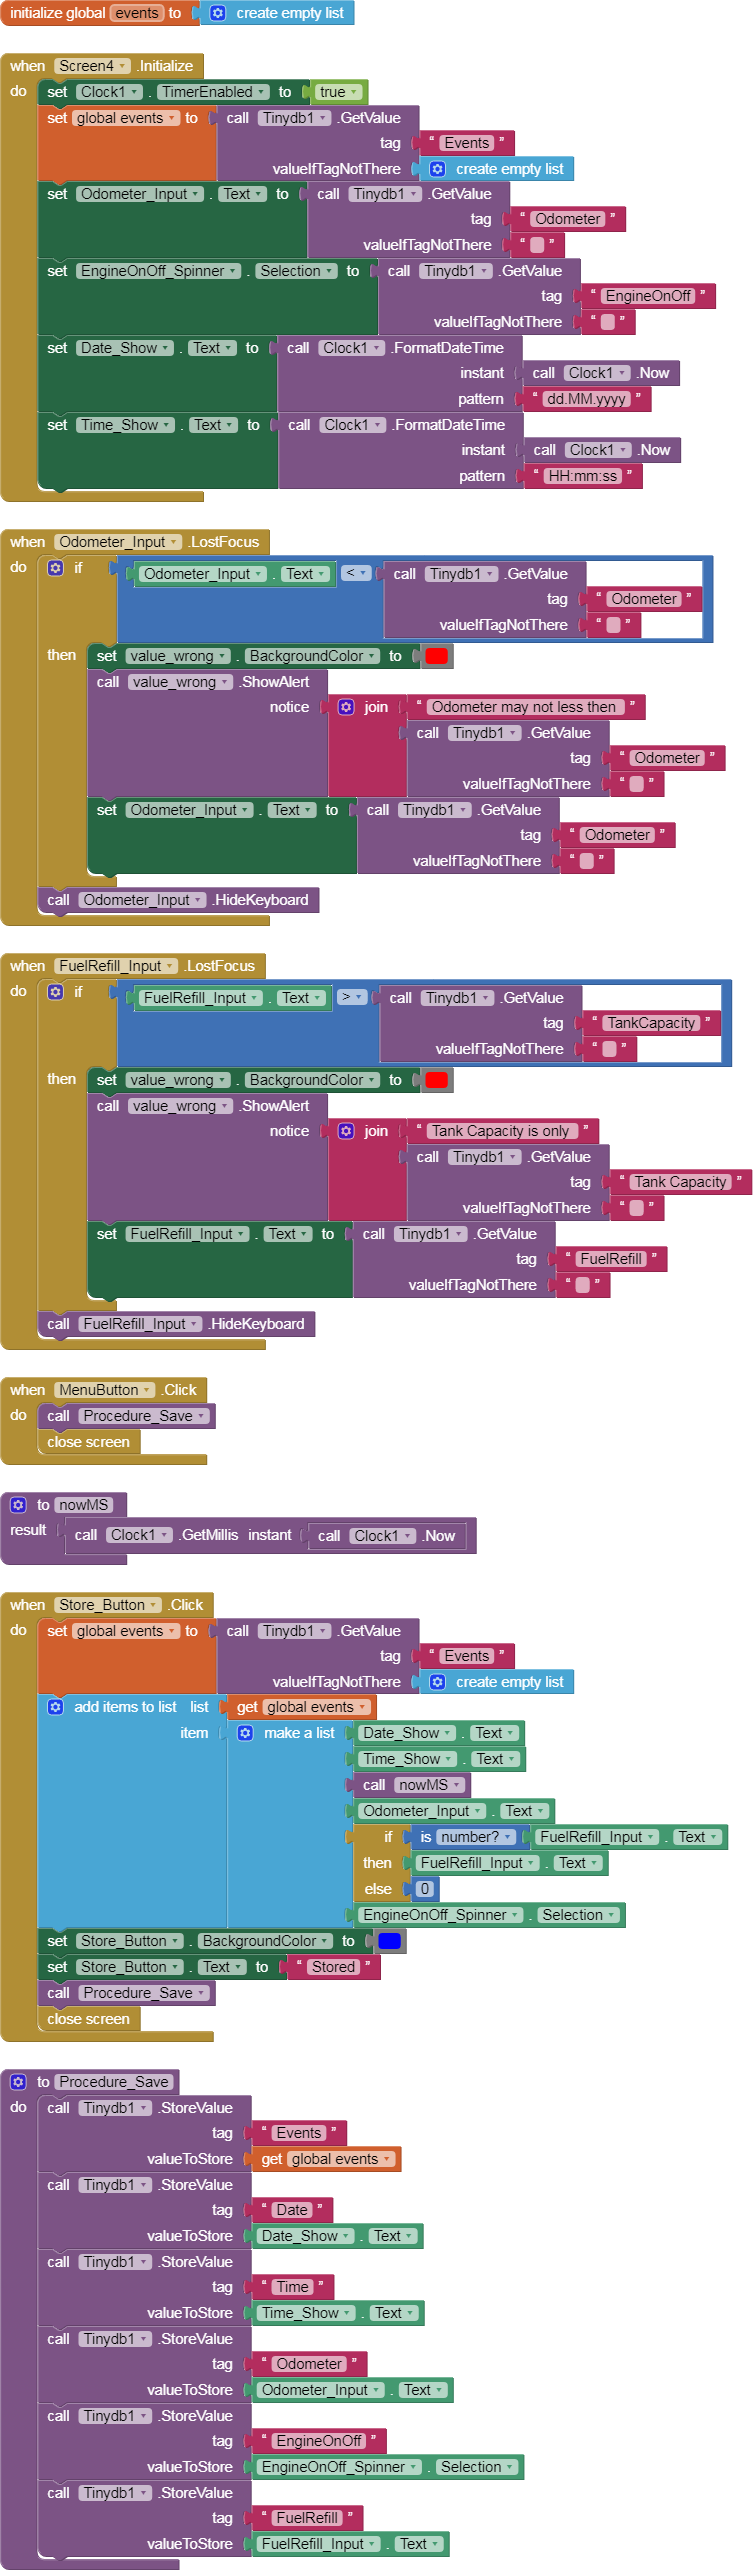 initialize global events to create empty list
when Screen4 .Initialize
do set Clock1 . TimerEnabled to true
set global events to call Tinydb1 .GetValue
tag “ Events ”
valueIfTagNotThere create empty list
set Odometer_Input . Text to call Tinydb1 .GetValue
tag “ Odometer ”
valueIfTagNotThere “ ”
set EngineOnOff_Spinner . Selection to call Tinydb1 .GetValue
tag “ EngineOnOff ”
valueIfTagNotThere “ ”
set Date_Show . Text to call Clock1 .FormatDateTime
instant call Clock1 .Now
pattern “ dd.MM.yyyy ”
set Time_Show . Text to call Clock1 .FormatDateTime
instant call Clock1 .Now
pattern “ HH:mm:ss ”
when Odometer_Input .LostFocus
do if Odometer_Input . Text < call Tinydb1 .GetValue
tag “ Odometer ”
valueIfTagNotThere “ ”
then set value_wrong . BackgroundColor to
call value_wrong .ShowAlert
notice join “ Odometer may not less then ”
call Tinydb1 .GetValue
tag “ Odometer ”
valueIfTagNotThere “ ”
set Odometer_Input . Text to call Tinydb1 .GetValue
tag “ Odometer ”
valueIfTagNotThere “ ”
call Odometer_Input .HideKeyboard
when FuelRefill_Input .LostFocus
do if FuelRefill_Input . Text > call Tinydb1 .GetValue
tag “ TankCapacity ”
valueIfTagNotThere “ ”
then set value_wrong . BackgroundColor to
call value_wrong .ShowAlert
notice join “ Tank Capacity is only ”
call Tinydb1 .GetValue
tag “ Tank Capacity ”
valueIfTagNotThere “ ”
set FuelRefill_Input . Text to call Tinydb1 .GetValue
tag “ FuelRefill ”
valueIfTagNotThere “ ”
call FuelRefill_Input .HideKeyboard
when MenuButton .Click
do call Procedure_Save
close screen
to nowMS
result call Clock1 .GetMillis instant call Clock1 .Now
when Store_Button .Click
do set global events to call Tinydb1 .GetValue
tag “ Events ”
valueIfTagNotThere create empty list
add items to list list get global events
item make a list Date_Show . Text
Time_Show . Text
call nowMS
Odometer_Input . Text
if is number? FuelRefill_Input . Text
then FuelRefill_Input . Text
else 0
EngineOnOff_Spinner . Selection
set Store_Button . BackgroundColor to
set Store_Button . Text to “ Stored ”
call Procedure_Save
close screen
to Procedure_Save
do call Tinydb1 .StoreValue
tag “ Events ”
valueToStore get global events
call Tinydb1 .StoreValue
tag “ Date ”
valueToStore Date_Show . Text
call Tinydb1 .StoreValue
tag “ Time ”
valueToStore Time_Show . Text
call Tinydb1 .StoreValue
tag “ Odometer ”
valueToStore Odometer_Input . Text
call Tinydb1 .StoreValue
tag “ EngineOnOff ”
valueToStore EngineOnOff_Spinner . Selection
call Tinydb1 .StoreValue
tag “ FuelRefill ”
valueToStore FuelRefill_Input . Text